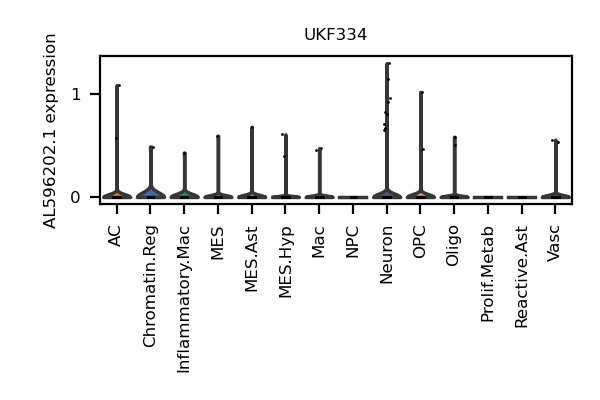 UKF334
AL596202.1 expression
1
0
AC
Chromatin.Reg
Inflammatory.Mac
MES
MES.Ast
MES.Hyp
Mac
NPC
Neuron
OPC
Oligo
Prolif.Metab
Reactive.Ast
Vasc